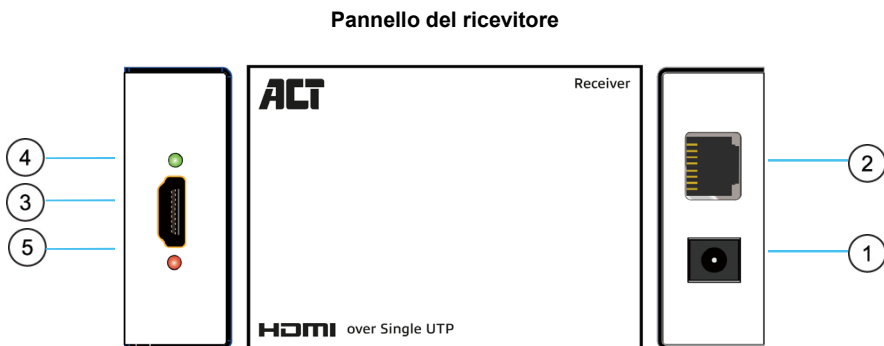 Pannello del ricevitore
ACT
Receiver
4
3
5
2
1
HDMI over Single UTP